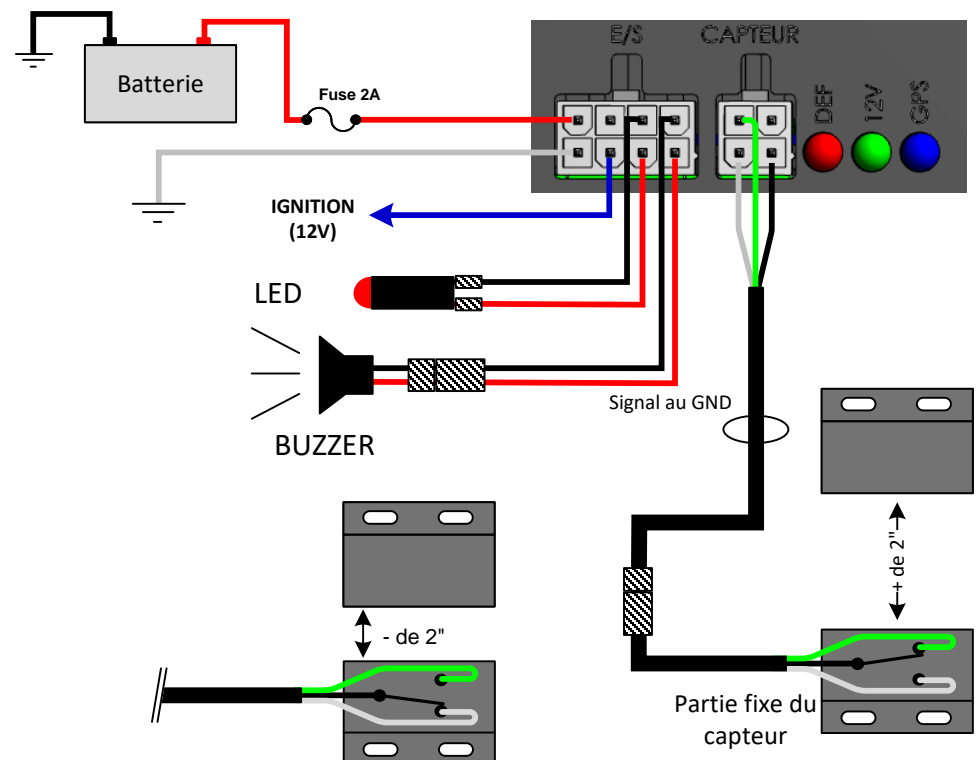 E/S
CAPTEUR
Batterie
Fuse 2A
DEF
12V
GPS
IGNITION
(12V)
LED
BUZZER
Signal au GND
+ de 2"
- de 2"
Partie fixe du
capteur